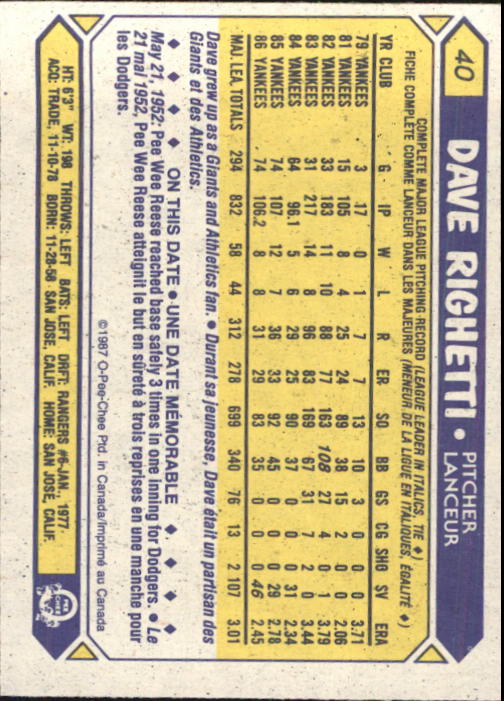 40 DAVE RIGHETTI • PITCHER
LANCEUR
COMPLETE MAJOR LEAGUE PITCHING RECORD (LEAGUE LEADER IN ITALICS, TIE ♦)
FICHE COMPLÈTE COMME LANCEUR DANS LES MAJEURES (MENEUR DE LA LIGUE EN ITALIQUES, ÉGALITÉ ♦)
YR CLUB G IP W L R ER SO BB GS CG SHO SV ERA
79 YANKEES 3 17 0 1 7 7 13 10 3 0 0 0 3.71
81 YANKEES 15 105 8 4 25 24 89 38 15 2 0 0 2.06
82 YANKEES 33 183 11 10 88 77 163 108 27 4 0 1 3.79
83 YANKEES 31 217 14 8 96 83 169 67 31 7 2 0 3.44
84 YANKEES 64 96.1 5 6 29 25 90 37 0 0 0 31 2.34
85 YANKEES 74 107 12 7 36 33 92 45 0 0 0 29 2.78
86 YANKEES 74 106.2 8 8 31 29 83 35 0 0 0 46 2.45
MAJ. LEA. TOTALS 294 832 58 44 312 278 699 340 76 13 2 107 3.01
Dave grew up as a Giants and Athletics fan. • Durant sa jeunesse, Dave était un partisan des
Giants et des Athletics.
♦ ♦ ♦ ♦ ON THIS DATE • UNE DATE MÉMORABLE ♦ ♦ ♦ ♦
May 21, 1952: Pee Wee Reese reached base safely 3 times in one inning for Dodgers. • Le
21 mai 1952, Pee Wee Reese atteignit le but en sûreté à trois reprises en une manche pour
les Dodgers.
©1987 O-Pee-Chee Ptd. in Canada/Imprimé au Canada
HT: 6'3" WT: 198 THROWS: LEFT BATS: LEFT DRFT: RANGERS #6-JAN., 1977
ACQ: TRADE, 11-10-78 BORN: 11-28-58 - SAN JOSE, CALIF. HOME: SAN JOSE, CALIF.
O PEE CHEE